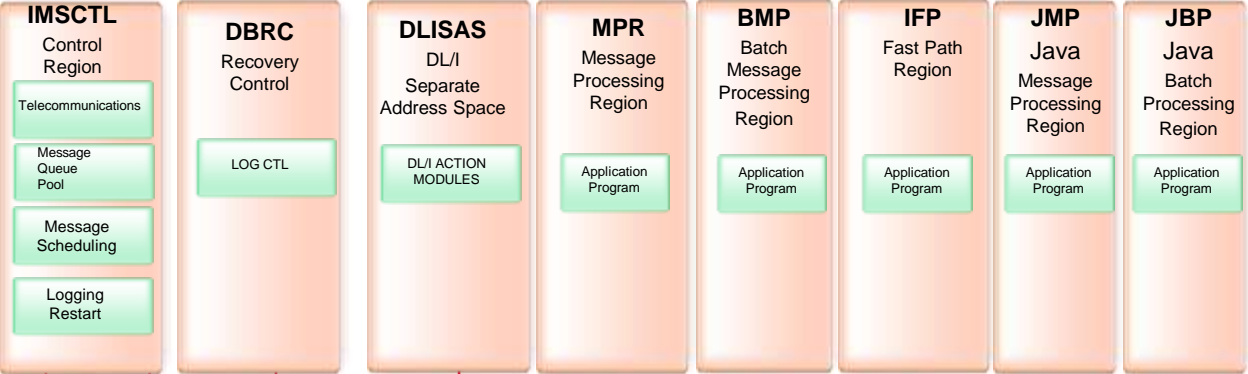 IMSCTL
Control
Region
Telecommunications
Message
Queue
Pool
Message
Scheduling
Logging
Restart
DBRC
Recovery
Control
LOG CTL
DLISAS
DL/I
Separate
Address Space
DL/I ACTION
MODULES
MPR
Message
Processing
Region
Application
Program
BMP
Batch
Message
Processing
Region
Application
Program
IFP
Fast Path
Region
Application
Program
JMP
Java
Message
Processing
Region
Application
Program
JBP
Java
Batch
Processing
Region
Application
Program